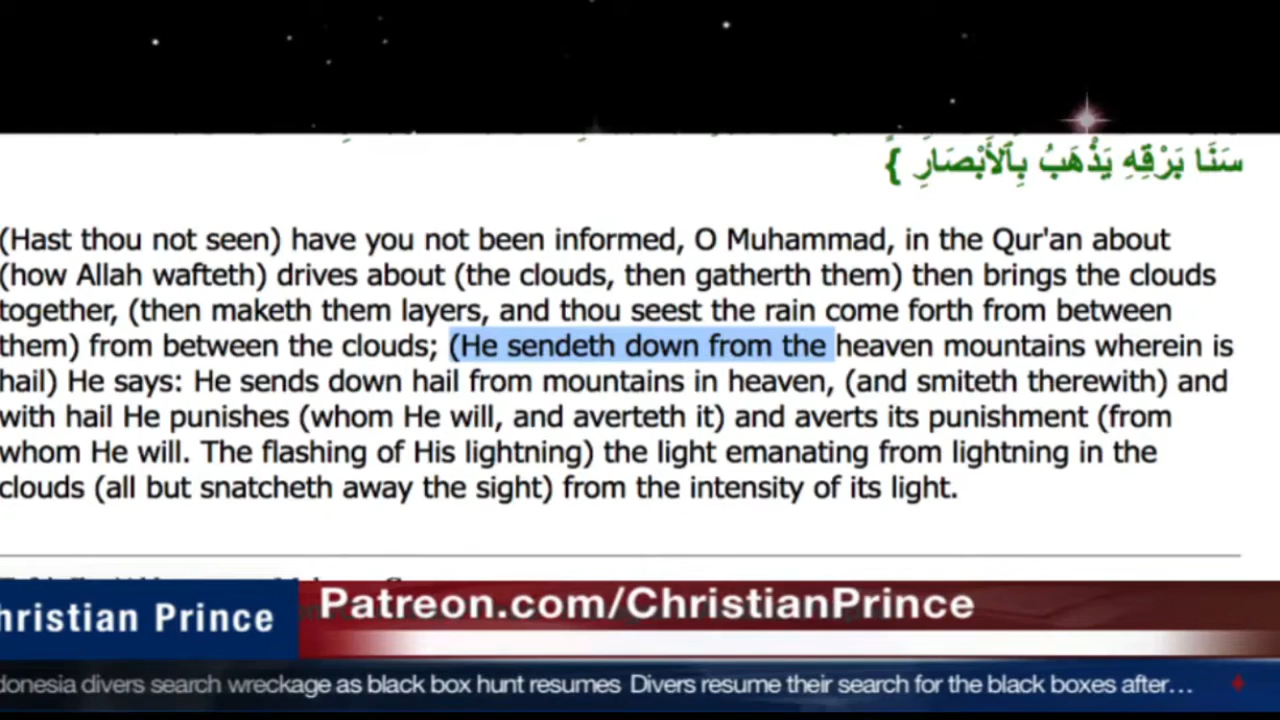 سَنَا بَرْقِهِ يَذْهَبُ بِٱلأَبْصَارِ }
(Hast thou not seen) have you not been informed, O Muhammad, in the Qur'an about
(how Allah wafteth) drives about (the clouds, then gatherth them) then brings the clouds
together, (then maketh them layers, and thou seest the rain come forth from between
them) from between the clouds; (He sendeth down from the heaven mountains wherein is
hail) He says: He sends down hail from mountains in heaven, (and smiteth therewith) and
with hail He punishes (whom He will, and averteth it) and averts its punishment (from
whom He will. The flashing of His lightning) the light emanating from lightning in the
clouds (all but snatcheth away the sight) from the intensity of its light.
hristian Prince
Patreon.com/ChristianPrince
donesia divers search wreckage as black box hunt resumes Divers resume their search for the black boxes after…